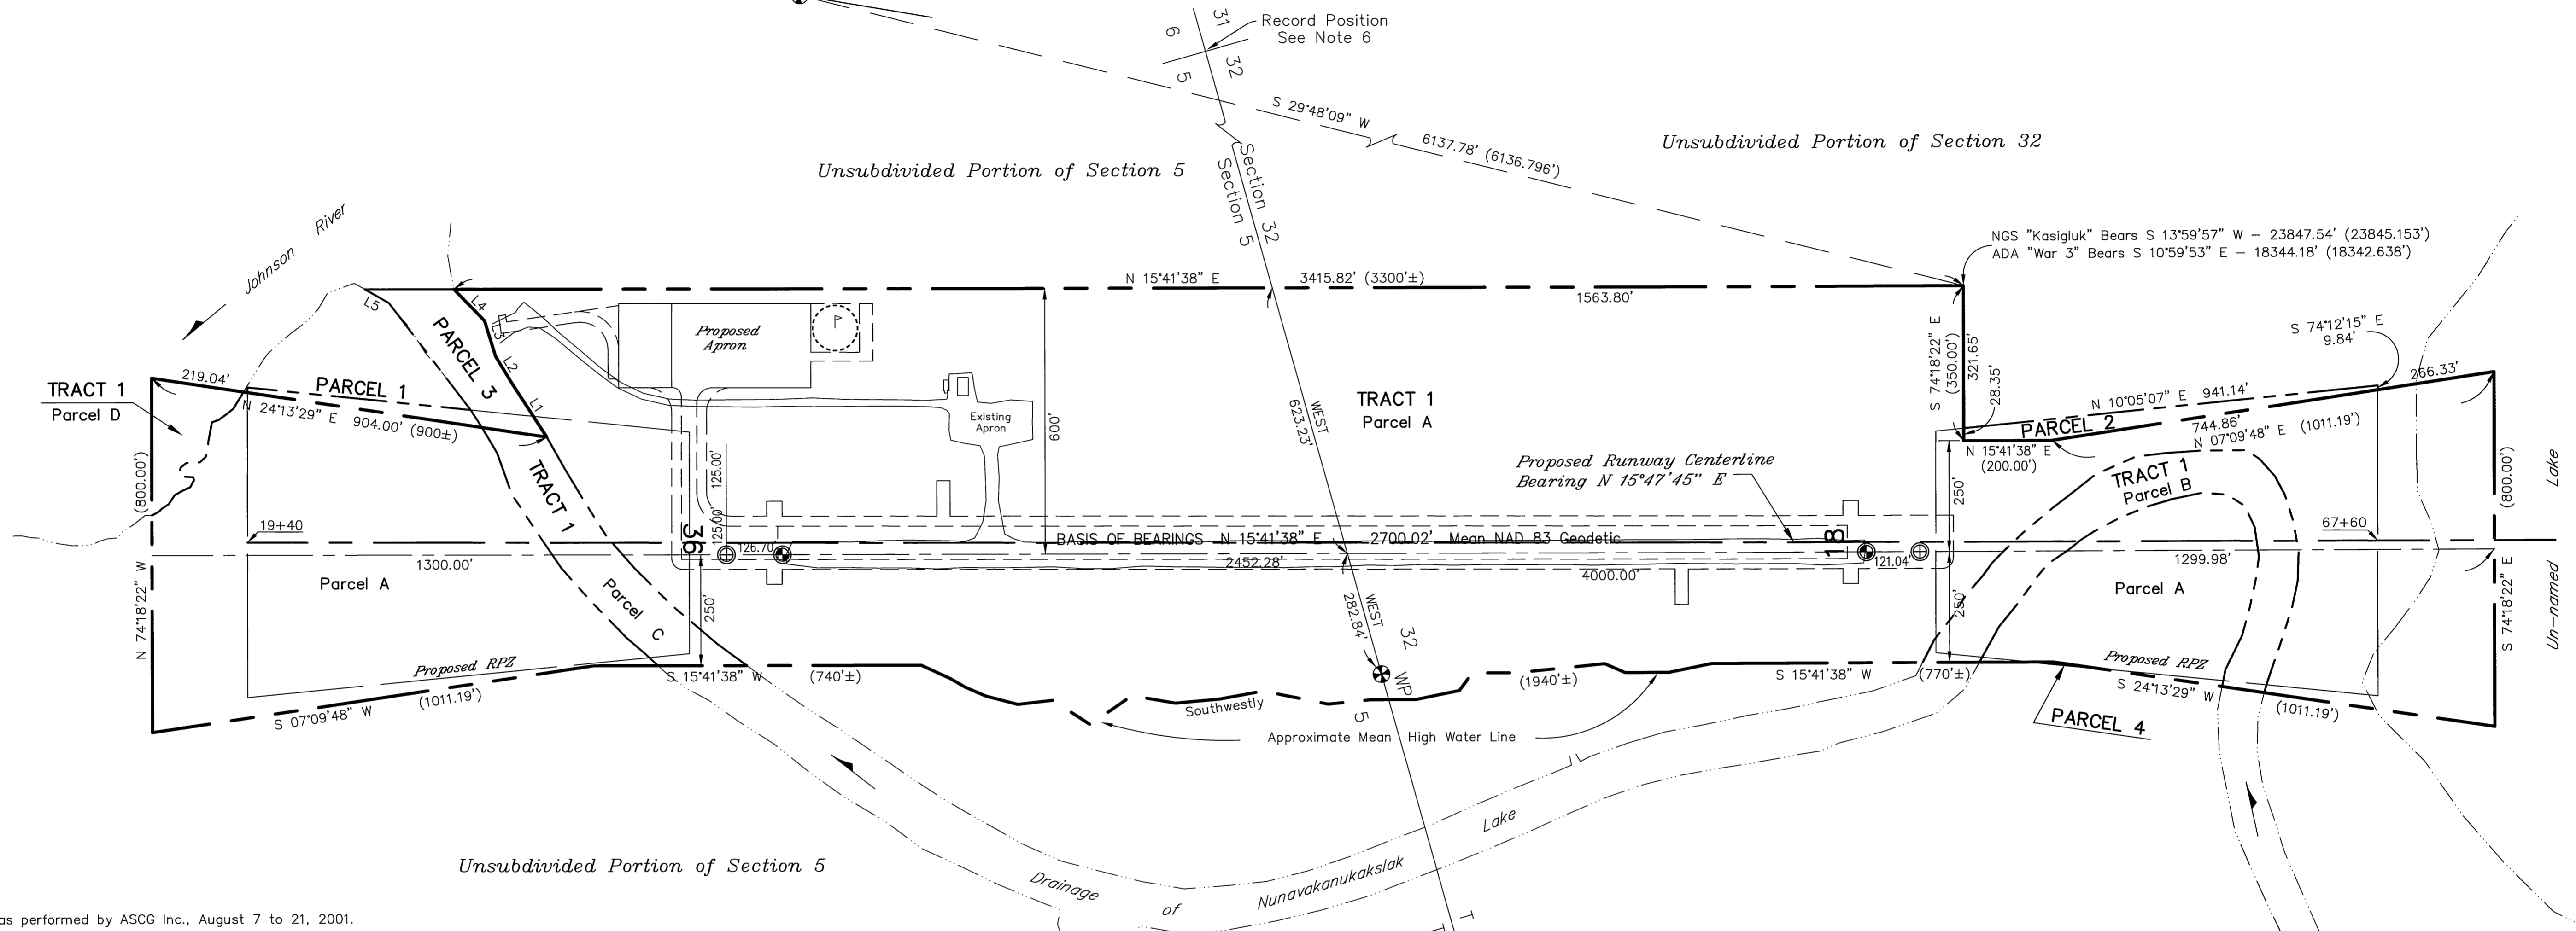 31
6
32
5
Record Position
See Note 6
S 29°48'09" W
6137.78' (6136.796')
Unsubdivided Portion of Section 32
Unsubdivided Portion of Section 5
Section 32
Section 5
Johnson River
NGS "Kasigluk" Bears S 13°59'57" W – 23847.54' (23845.153')
ADA "War 3" Bears S 10°59'53" E – 18344.18' (18342.638')
N 15°41'38" E
3415.82' (3300'±)
1563.80'
L5
L4
L3
L2
L1
PARCEL 3
Proposed
Apron
S 74°18'22" E
(350.00')
321.65'
28.35'
S 74°12'15" E
9.84'
TRACT 1
Parcel D
219.04'
PARCEL 1
N 24°13'29" E 904.00' (900±)
Existing
Apron
600'
WEST
623.23'
TRACT 1
Parcel A
N 10°05'07" E 941.14'
266.33'
PARCEL 2
744.86'
N 07°09'48" E (1011.19')
N 15°41'38" E
(200.00')
(800.00')
N 74°18'22" W
TRACT 1
Parcel C
125.00'
125.00'
Proposed Runway Centerline
Bearing N 15°47'45" E
250'
TRACT 1
Parcel B
(800.00')
S 74°18'22" E
Un-named Lake
19+40
36
126.70'
BASIS OF BEARINGS N 15°41'38" E 2700.02' Mean NAD 83 Geodetic
18
67+60
1300.00'
2452.28'
4000.00'
121.04'
1299.98'
Parcel A
250'
WEST
282.84'
32
WP
5
250'
Parcel A
Proposed RPZ
S 07°09'48" W
(1011.19')
S 15°41'38" W
(740'±)
Southwestly
(1940'±)
S 15°41'38" W
(770'±)
Proposed RPZ
S 24°13'29" W
(1011.19')
PARCEL 4
Approximate Mean High Water Line
Unsubdivided Portion of Section 5
Drainage of Nunavakanukakslak Lake
T
T
as performed by ASCG Inc., August 7 to 21, 2001.